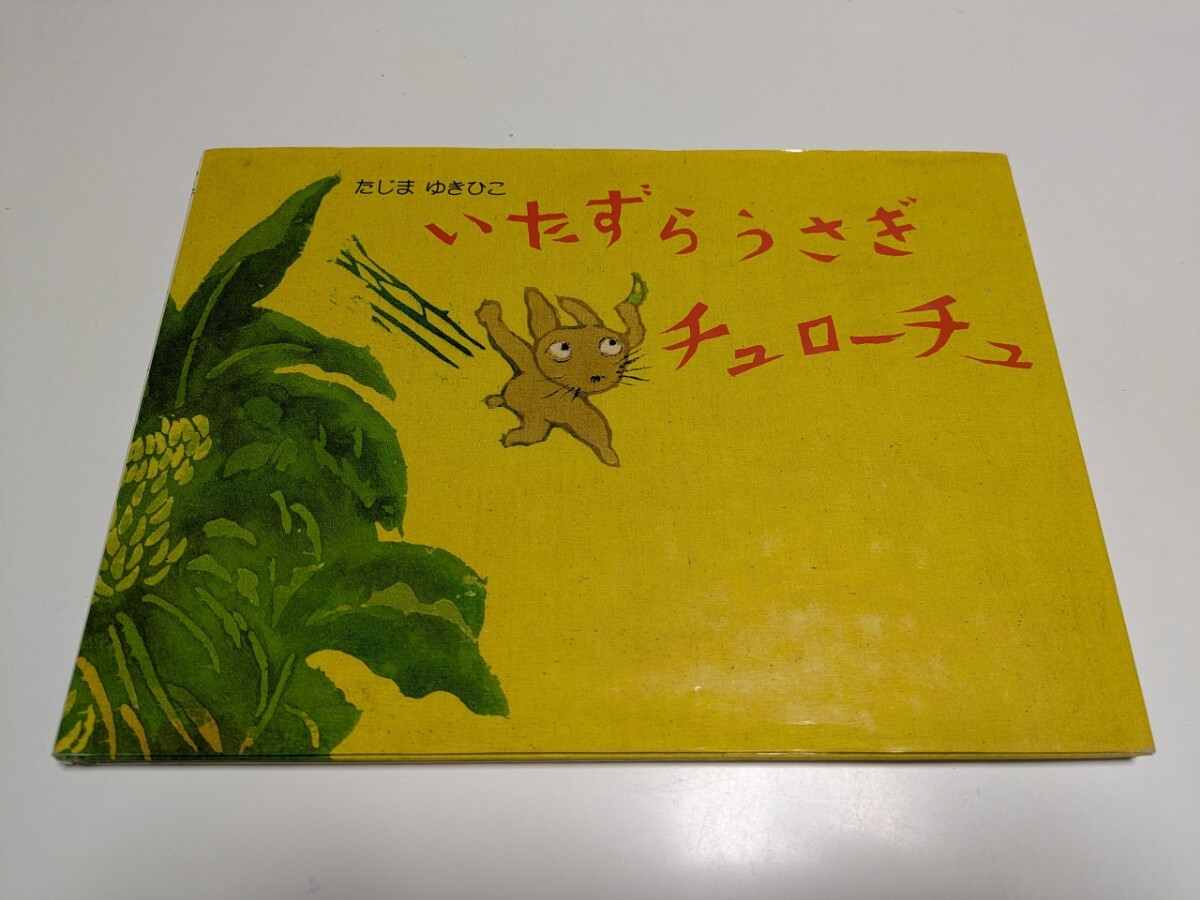 たじま ゆきひこ
いたずらうさぎ
チュローチュ